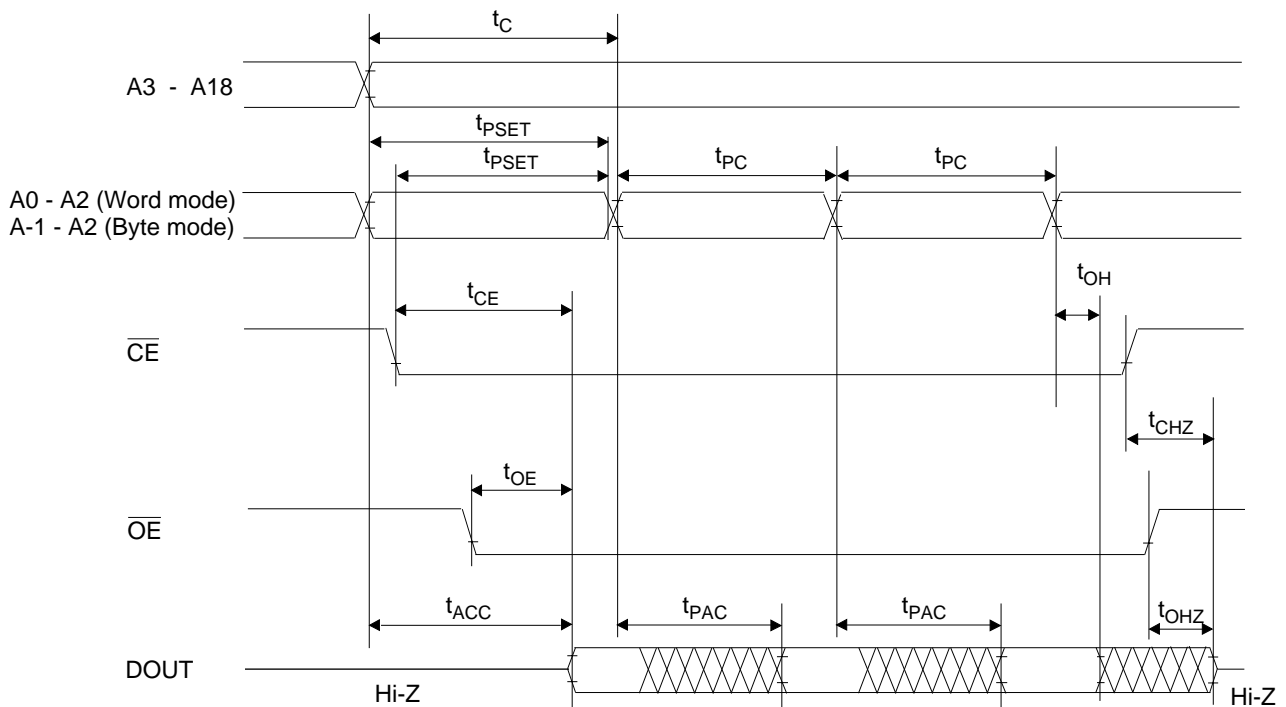 tC
A3 - A18
tPSET
tPSET
tPC
tPC
A0 - A2 (Word mode)
A-1 - A2 (Byte mode)
tOH
tCE
CE
tCHZ
tOE
OE
tACC
tPAC
tPAC
tOHZ
DOUT
Hi-Z
Hi-Z